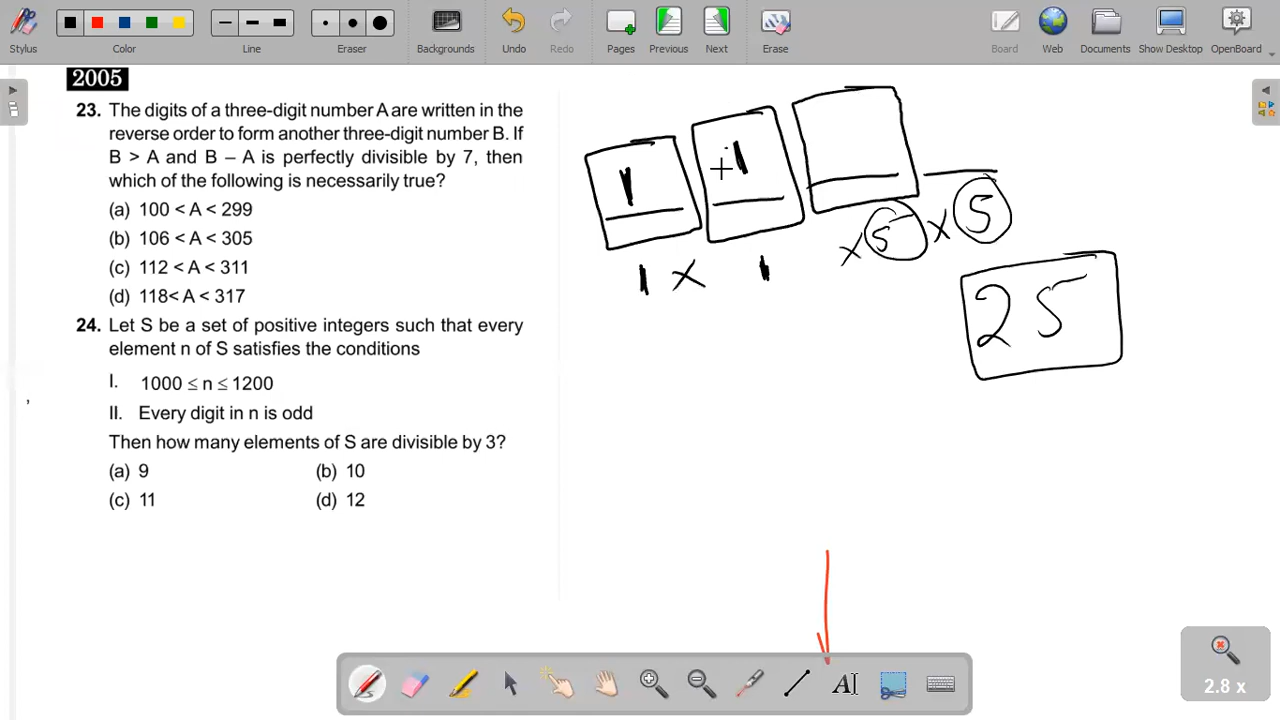 Stylus Color Line Eraser Backgrounds Undo Redo Pages Previous Next Erase Board Web Documents Show Desktop OpenBoard
2005
23. The digits of a three-digit number A are written in the
reverse order to form another three-digit number B. If
B > A and B – A is perfectly divisible by 7, then
which of the following is necessarily true?
(a) 100 < A < 299
(b) 106 < A < 305
(c) 112 < A < 311
(d) 118< A < 317
24. Let S be a set of positive integers such that every
element n of S satisfies the conditions
I. 1000 ≤ n ≤ 1200
II. Every digit in n is odd
Then how many elements of S are divisible by 3?
(a) 9 (b) 10
(c) 11 (d) 12
1 1
1 × 1 × 5 × 5
25
2.8 x